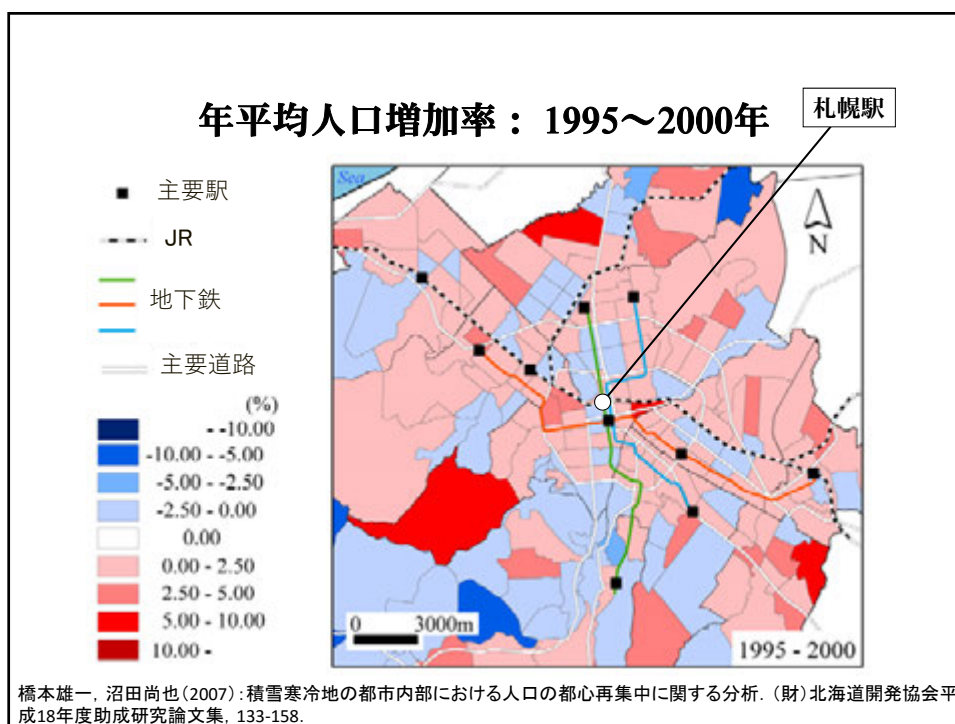 年平均人口増加率： 1995～2000年
札幌駅
主要駅
JR
地下鉄
主要道路
(%)
- -10.00
-10.00 - -5.00
-5.00 - -2.50
-2.50 - 0.00
0.00
0.00 - 2.50
2.50 - 5.00
5.00 - 10.00
10.00 -
Sea
N
0 3000m
1995 - 2000
橋本雄一, 沼田尚也(2007)：積雪寒冷地の都市内部における人口の都心再集中に関する分析. (財)北海道開発協会平
成18年度助成研究論文集, 133-158.